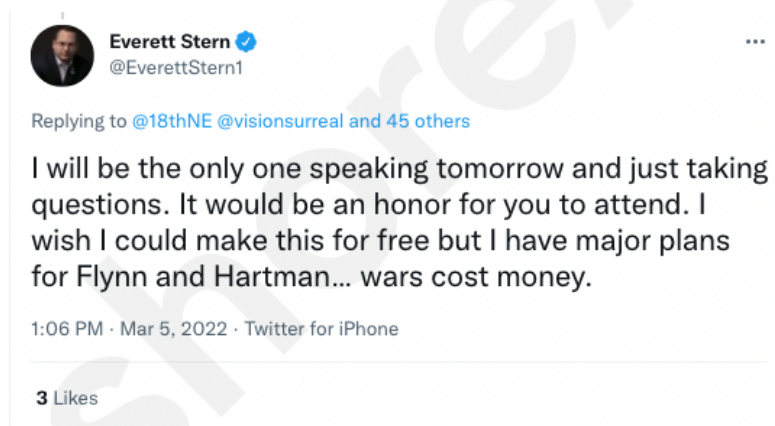 Everett Stern
@EverettStern1
Replying to @18thNE @visionsurreal and 45 others
I will be the only one speaking tomorrow and just taking
questions. It would be an honor for you to attend. I
wish I could make this for free but I have major plans
for Flynn and Hartman... wars cost money.
1:06 PM · Mar 5, 2022 · Twitter for iPhone
3 Likes